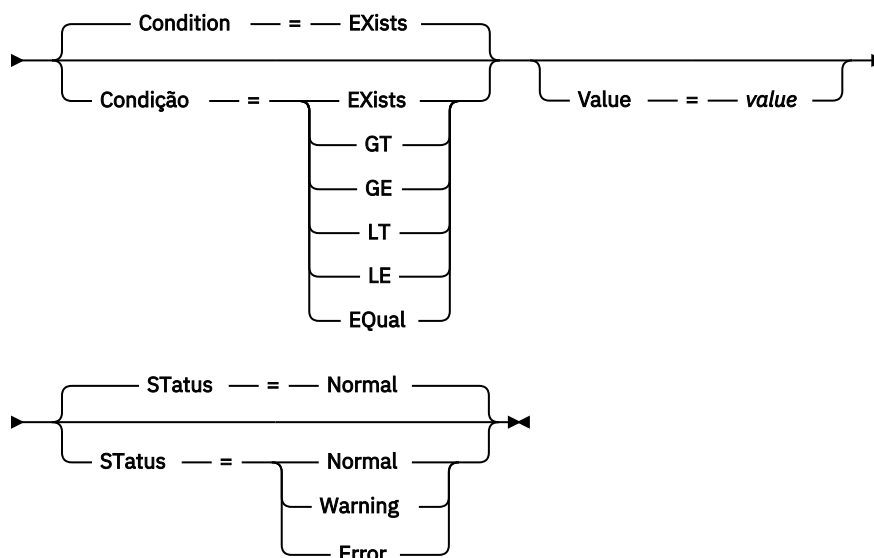 Condition = EXists
Condição = EXists Value = value
GT
GE
LT
LE
EQual
STatus = Normal
STatus = Normal
Warning
Error